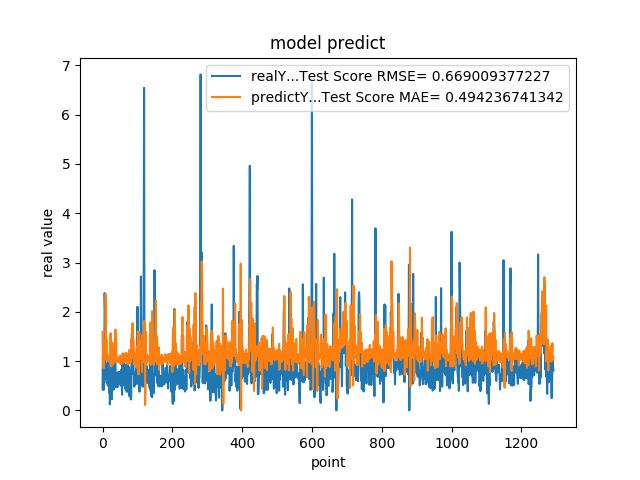 model predict
realY...Test Score RMSE= 0.669009377227
predictY...Test Score MAE= 0.494236741342
7
6
5
4
3
2
1
0
real value
0 200 400 600 800 1000 1200
point